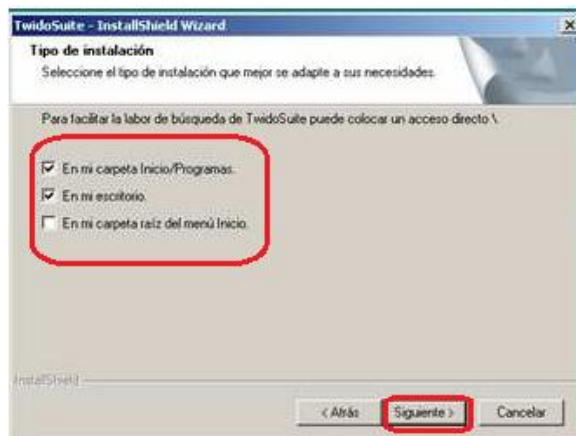 TwidoSuite - InstallShield Wizard
Tipo de instalación
Seleccione el tipo de instalación que mejor se adapte a sus necesidades.
Para facilitar la labor de búsqueda de TwidoSuite puede colocar un acceso directo \
En mi carpeta Inicio/Programas.
En mi escritorio.
En mi carpeta raíz del menú Inicio.
InstallShield
< Atrás Siguiente > Cancelar